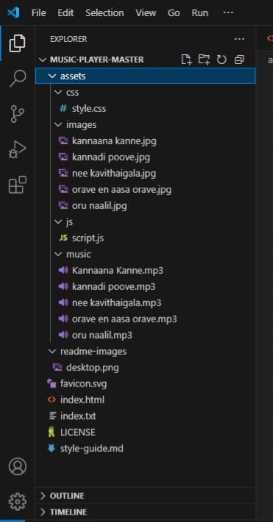 File Edit Selection View Go Run ...
EXPLORER ...
MUSIC-PLAYER-MASTER
assets
css
# style.css
images
kannaana kanne.jpg
kannadi poove.jpg
nee kavithaigala.jpg
orave en aasa orave.jpg
oru naalil.jpg
js
JS script.js
music
Kannaana Kanne.mp3
kannadi poove.mp3
nee kavithaigala.mp3
orave en aasa orave.mp3
oru naalil.mp3
readme-images
desktop.png
favicon.svg
index.html
index.txt
LICENSE
style-guide.md
OUTLINE
TIMELINE